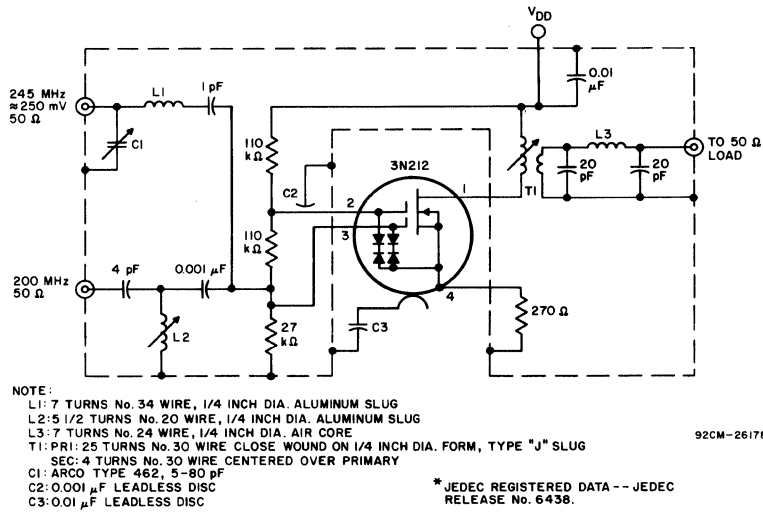 VDD
245 MHz
≈250 mV
50 Ω
L1
1 pF
C1
0.01
μF
110
kΩ
C2
3N212
L3
TO 50 Ω
LOAD
20
pF
20
pF
T1
1
2
3
4
110
kΩ
200 MHz
50 Ω
4 pF
0.001 μF
L2
27
kΩ
C3
270 Ω
NOTE:
L1: 7 TURNS No. 34 WIRE, 1/4 INCH DIA. ALUMINUM SLUG
L2: 5 1/2 TURNS No. 20 WIRE, 1/4 INCH DIA. ALUMINUM SLUG
L3: 7 TURNS No. 24 WIRE, 1/4 INCH DIA. AIR CORE
T1: PRI: 25 TURNS No. 30 WIRE CLOSE WOUND ON 1/4 INCH DIA. FORM, TYPE "J" SLUG
SEC: 4 TURNS No. 30 WIRE CENTERED OVER PRIMARY
C1: ARCO TYPE 462, 5-80 pF
C2: 0.001 μF LEADLESS DISC
C3: 0.01 μF LEADLESS DISC
92CM-26178
* JEDEC REGISTERED DATA -- JEDEC
RELEASE No. 6438.